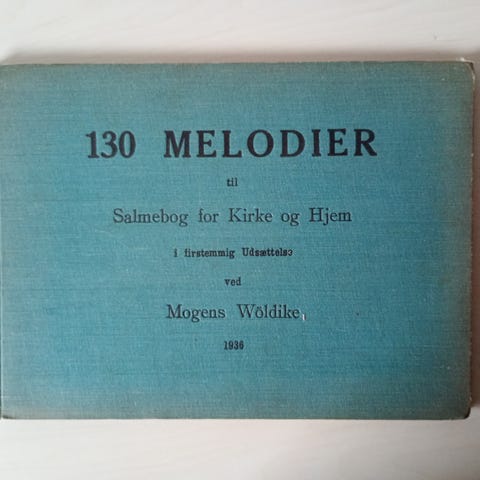 130 MELODIER
til
Salmebog for Kirke og Hjem
i firstemmig Udsættelse
ved
Mogens Wöldike
1936